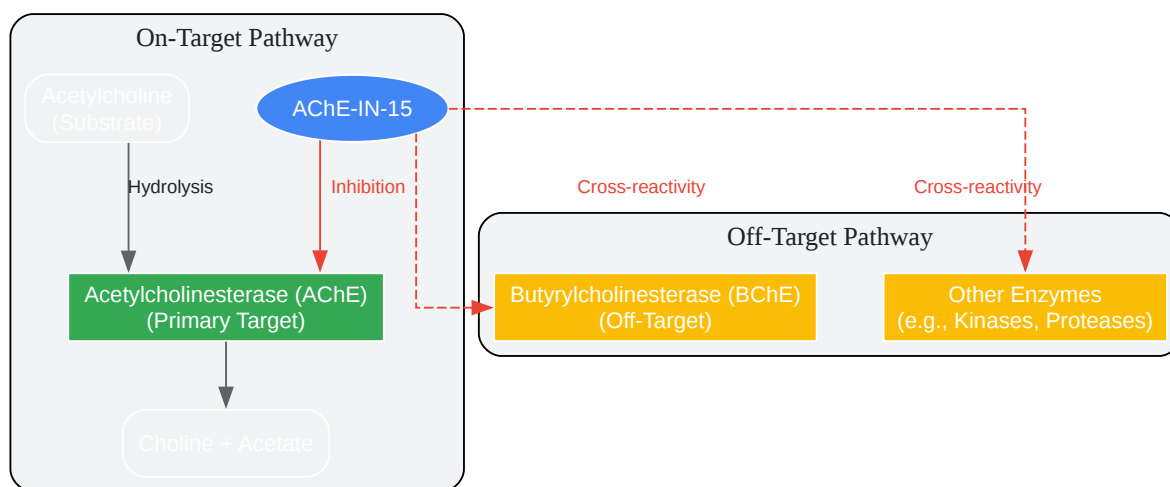 On-Target Pathway
Acetylcholine
(Substrate)
AChE-IN-15
Hydrolysis
Inhibition
Cross-reactivity
Cross-reactivity
Off-Target Pathway
Acetylcholinesterase (AChE)
(Primary Target)
Butyrylcholinesterase (BChE)
(Off-Target)
Other Enzymes
(e.g., Kinases, Proteases)
Choline + Acetate